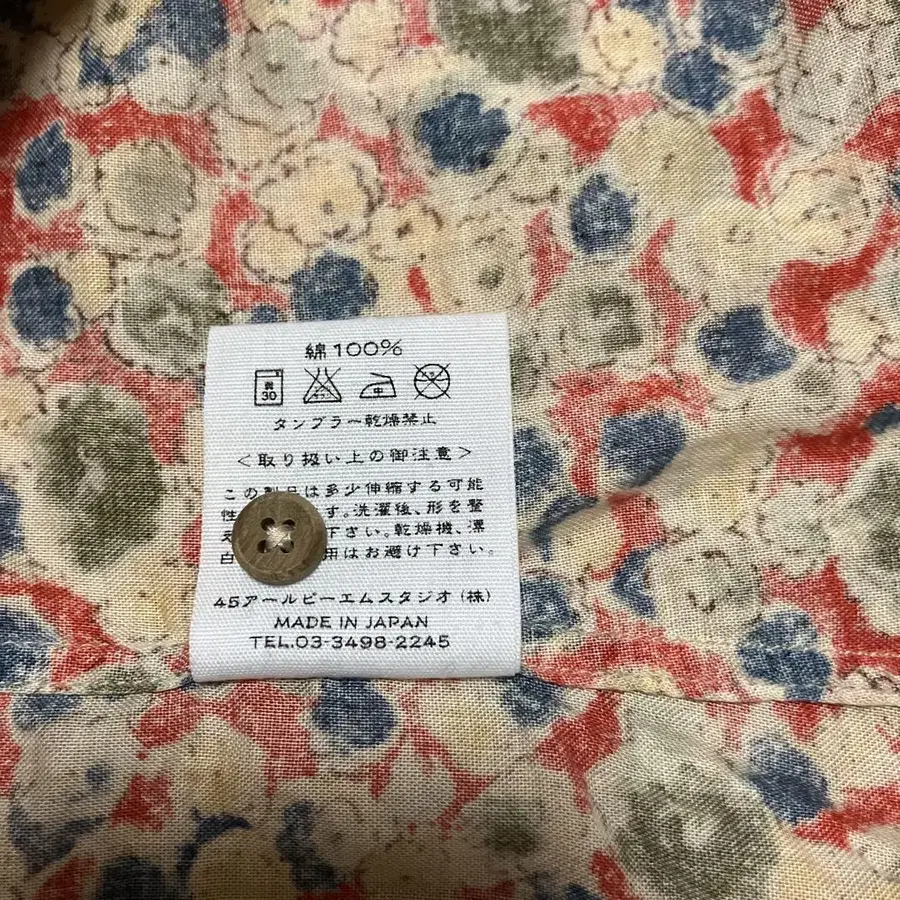 綿100%
弱 30 中
タンブラー乾燥禁止
＜取り扱い上の御注意＞
この製品は多少伸縮する可能
性 す。洗濯後、形を整
え 下さい。乾燥機、漂
白 用はお避け下さい。
45アールピーエムスタジオ(株)
MADE IN JAPAN
TEL.03-3498-2245